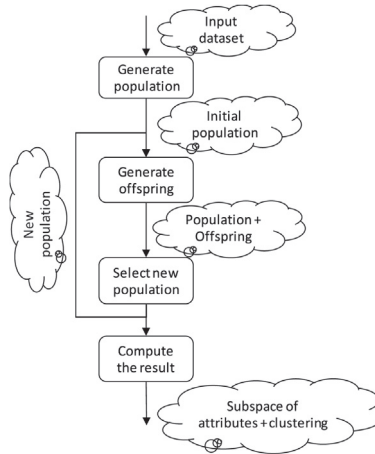 Input
dataset
Generate
population
Initial
population
Generate
offspring
New
population
Population +
Offspring
Select new
population
Compute
the result
Subspace of
attributes + clustering